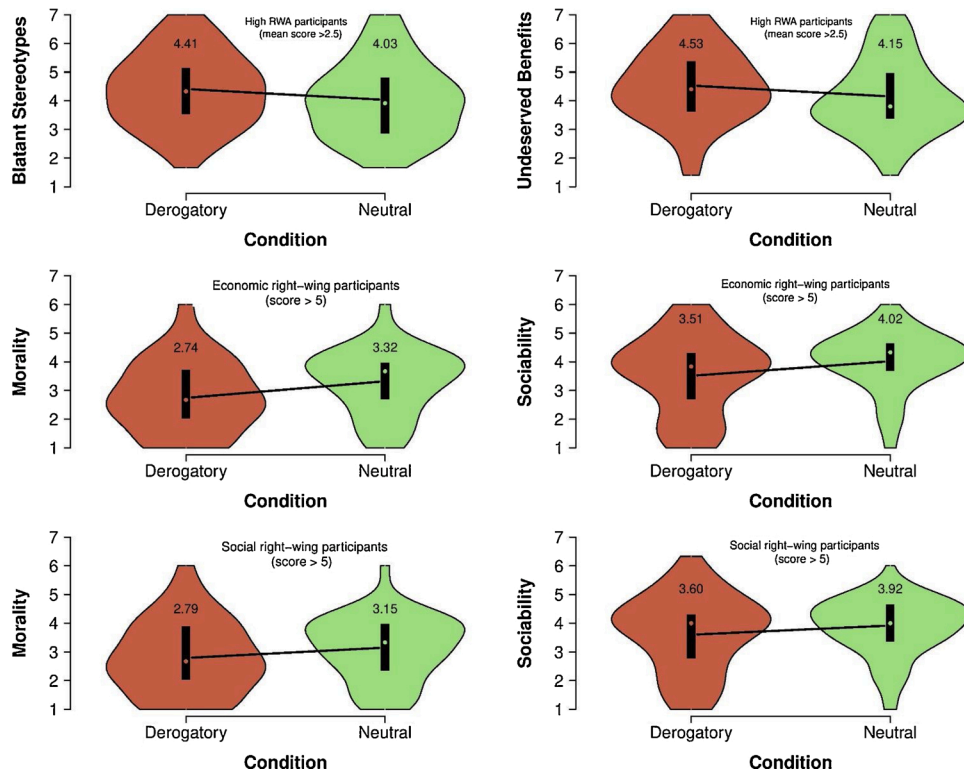 7
6
5
4
3
2
1
Blatant Stereotypes
High RWA participants
(mean score >2.5)
4.41
4.03
Derogatory
Neutral
Condition
7
6
5
4
3
2
1
Undeserved Benefits
High RWA participants
(mean score >2.5)
4.53
4.15
Derogatory
Neutral
Condition
7
6
5
4
3
2
1
Morality
Economic right−wing participants
(score > 5)
2.74
3.32
Derogatory
Neutral
Condition
7
6
5
4
3
2
1
Sociability
Economic right−wing participants
(score > 5)
3.51
4.02
Derogatory
Neutral
Condition
7
6
5
4
3
2
1
Morality
Social right−wing participants
(score > 5)
2.79
3.15
Derogatory
Neutral
Condition
7
6
5
4
3
2
1
Sociability
Social right−wing participants
(score > 5)
3.60
3.92
Derogatory
Neutral
Condition